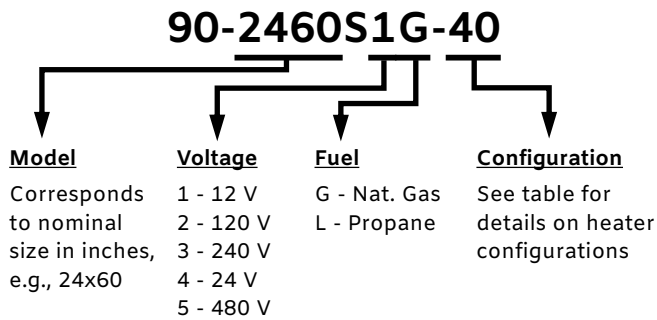 90-2460S1G-40
Model
Corresponds
to nominal
size in inches,
e.g., 24x60
Voltage
1 - 12 V
2 - 120 V
3 - 240 V
4 - 24 V
5 - 480 V
Fuel
G - Nat. Gas
L - Propane
Configuration
See table for
details on heater
configurations